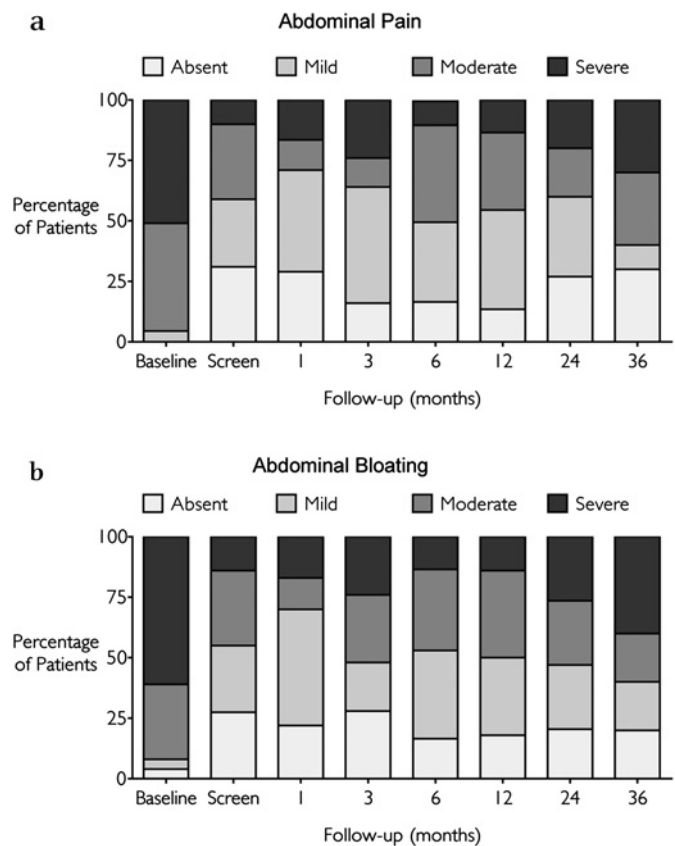 a
Abdominal Pain
Absent Mild Moderate Severe
100
75
Percentage
of Patients
50
25
0
Baseline Screen 1 3 6 12 24 36
Follow-up (months)
b
Abdominal Bloating
Absent Mild Moderate Severe
100
75
Percentage
of Patients
50
25
0
Baseline Screen 1 3 6 12 24 36
Follow-up (months)